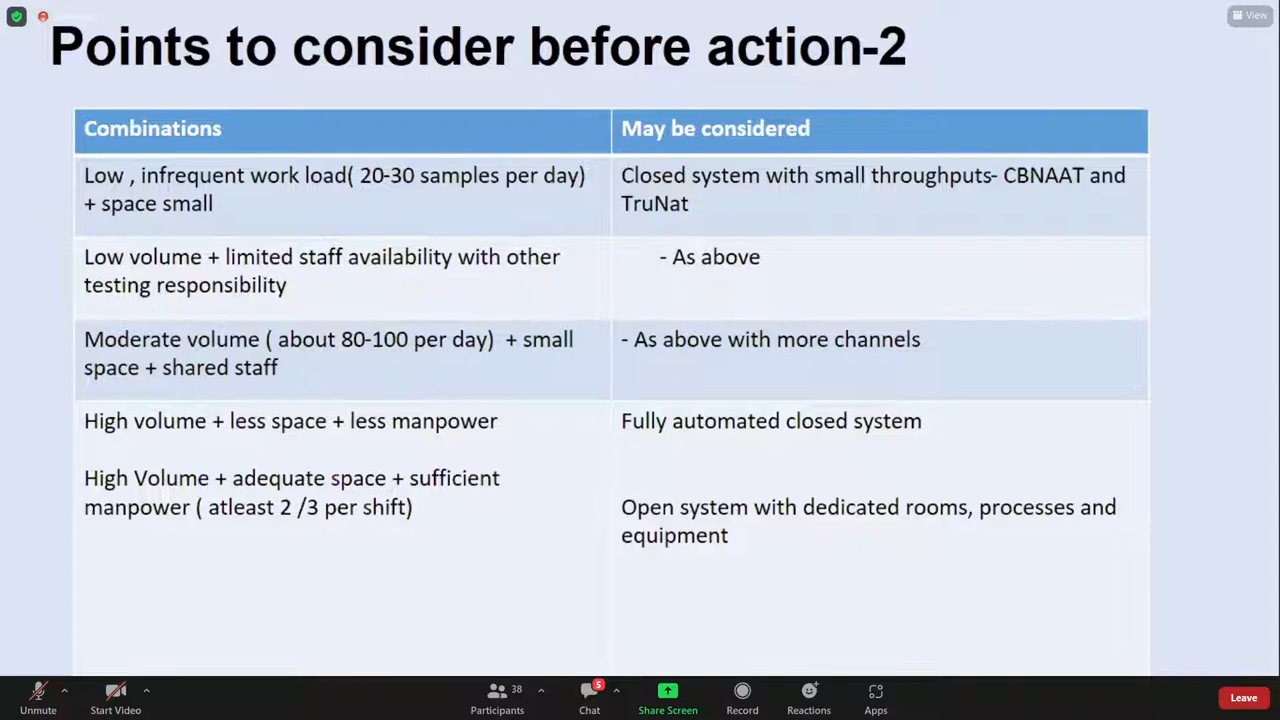 View
Points to consider before action-2
Combinations
May be considered
Low , infrequent work load( 20-30 samples per day)
+ space small
Closed system with small throughputs- CBNAAT and
TruNat
Low volume + limited staff availability with other
testing responsibility
- As above
Moderate volume ( about 80-100 per day)  + small
space + shared staff
- As above with more channels
High volume + less space + less manpower
Fully automated closed system
High Volume + adequate space + sufficient
manpower ( atleast 2 /3 per shift)
Open system with dedicated rooms, processes and
equipment
Unmute
Start Video
38
Participants
5
Chat
Share Screen
Record
Reactions
Apps
Leave